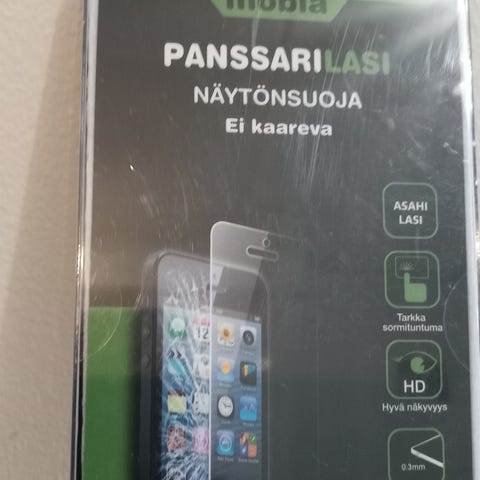 mobia
PANSSARILASI
NÄYTÖNSUOJA
Ei kaareva
ASAHI
LASI
Tarkka
sormituntuma
HD
Hyvä näkyvyys
0.3mm